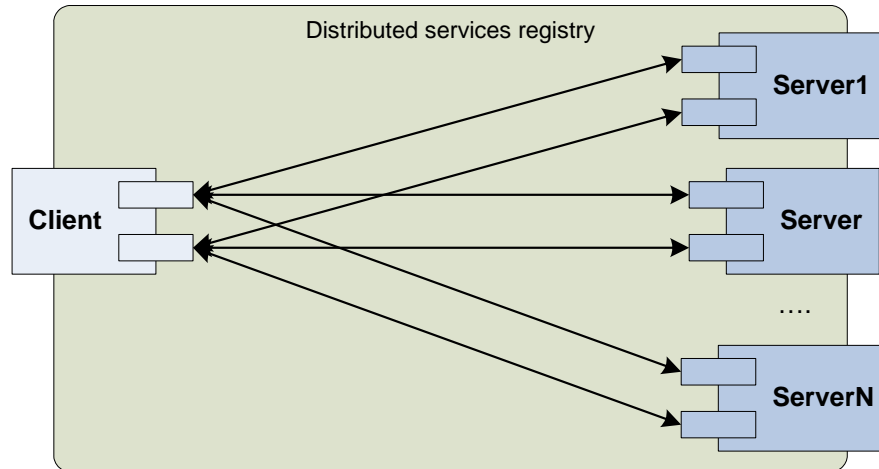 Distributed services registry
Server1
Client
Server
....
ServerN